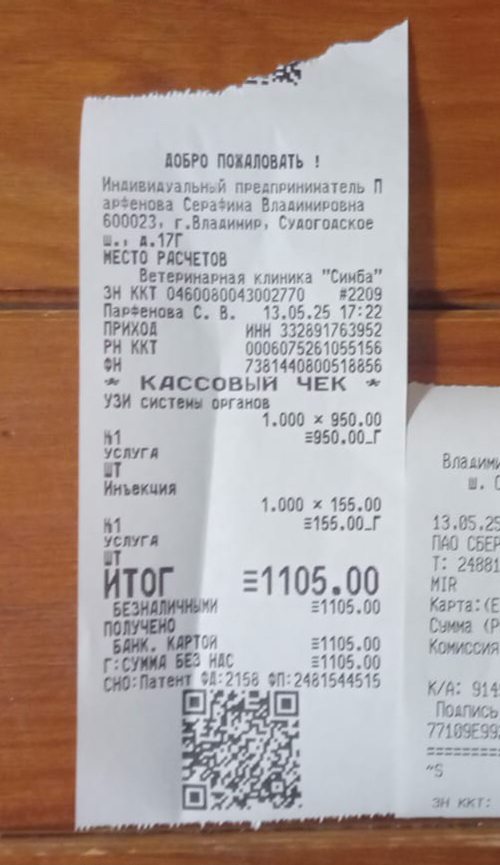 ДОБРО ПОЖАЛОВАТЬ !
Индивидуальный предприниматель П
арфенова Серафина Владимировна
600023, г.Владимир, Судогодское
ш., д.17Г
МЕСТО РАСЧЕТОВ
Ветеринарная клиника "Симба"
ЗН ККТ 0460080043002770 #2209
Парфенова С. В. 13.05.25 17:22
ПРИХОД ИНН 332891763952
РН ККТ 0006075261055156
ФН 7381440800518856
* КАССОВЫЙ ЧЕК *
УЗИ системы органов
1.000 × 950.00
№1 ≡950.00_Г
УСЛУГА
ШТ
Инъекция
1.000 × 155.00
№1 ≡155.00_Г
УСЛУГА
ШТ
ИТОГ ≡1105.00
БЕЗНАЛИЧНЫМИ ≡1105.00
ПОЛУЧЕНО
БАНК. КАРТОЙ ≡1105.00
Г:СУММА БЕЗ НДС ≡1105.00
СНО:Патент ФД:2158 ФП:2481544515
Владими
ш. С
13.05.25
ПАО СБЕР
Т: 24881
MIR
Карта:(E
Сумма (Р
Комиссия
К/А: 914
Подпись
77109E99
========
~S
ЗН ККТ: